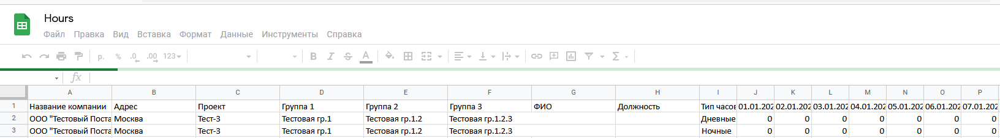 Hours
Файл Правка Вид Вставка Формат Данные Инструменты Справка
р. % .0 .00 123 B I S A Σ
fx
A B C D E F G H I J K L M N O P
1 Название компании Адрес Проект Группа 1 Группа 2 Группа 3 ФИО Должность Тип часов 01.01.202 02.01.202 03.01.202 04.01.202 05.01.202 06.01.202 07.01.202
2 ООО "Тестовый Поста Москва Тест-3 Тестовая гр.1 Тестовая гр.1.2 Тестовая гр.1.2.3 Дневные 0 0 0 0 0 0 0
3 ООО "Тестовый Поста Москва Тест-3 Тестовая гр.1 Тестовая гр.1.2 Тестовая гр.1.2.3 Ночные 0 0 0 0 0 0 0